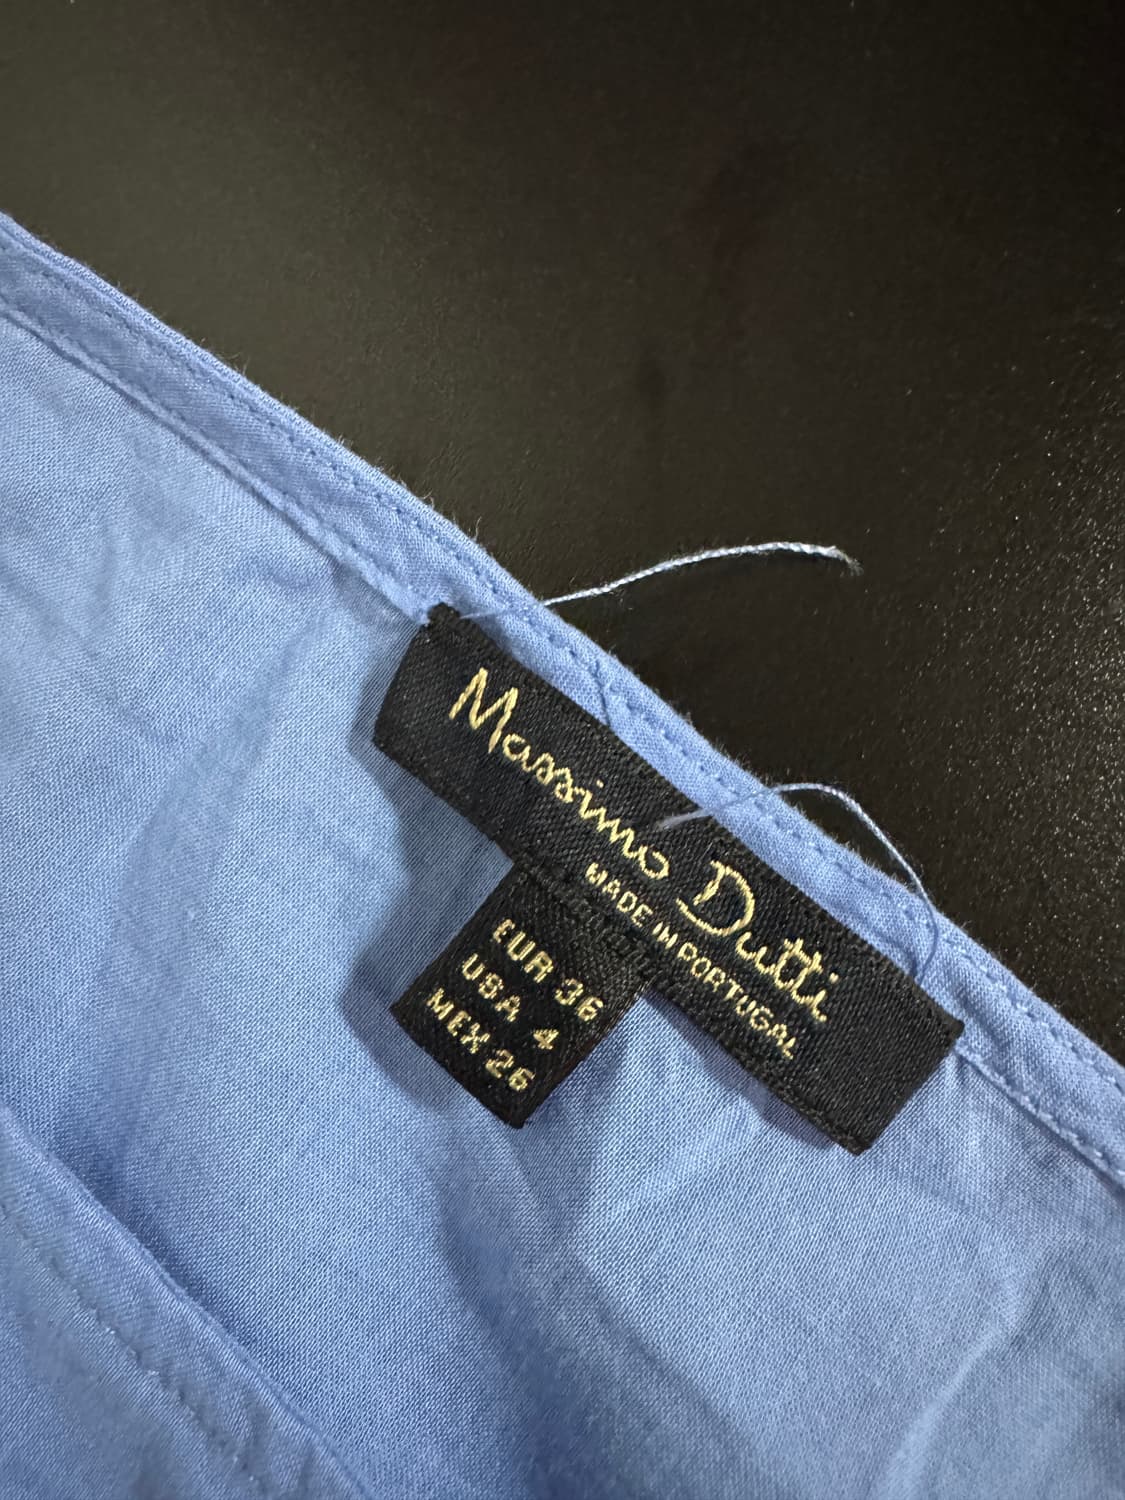 Massimo Dutti
MADE IN PORTUGAL
EUR 36
USA 4
MEX 26